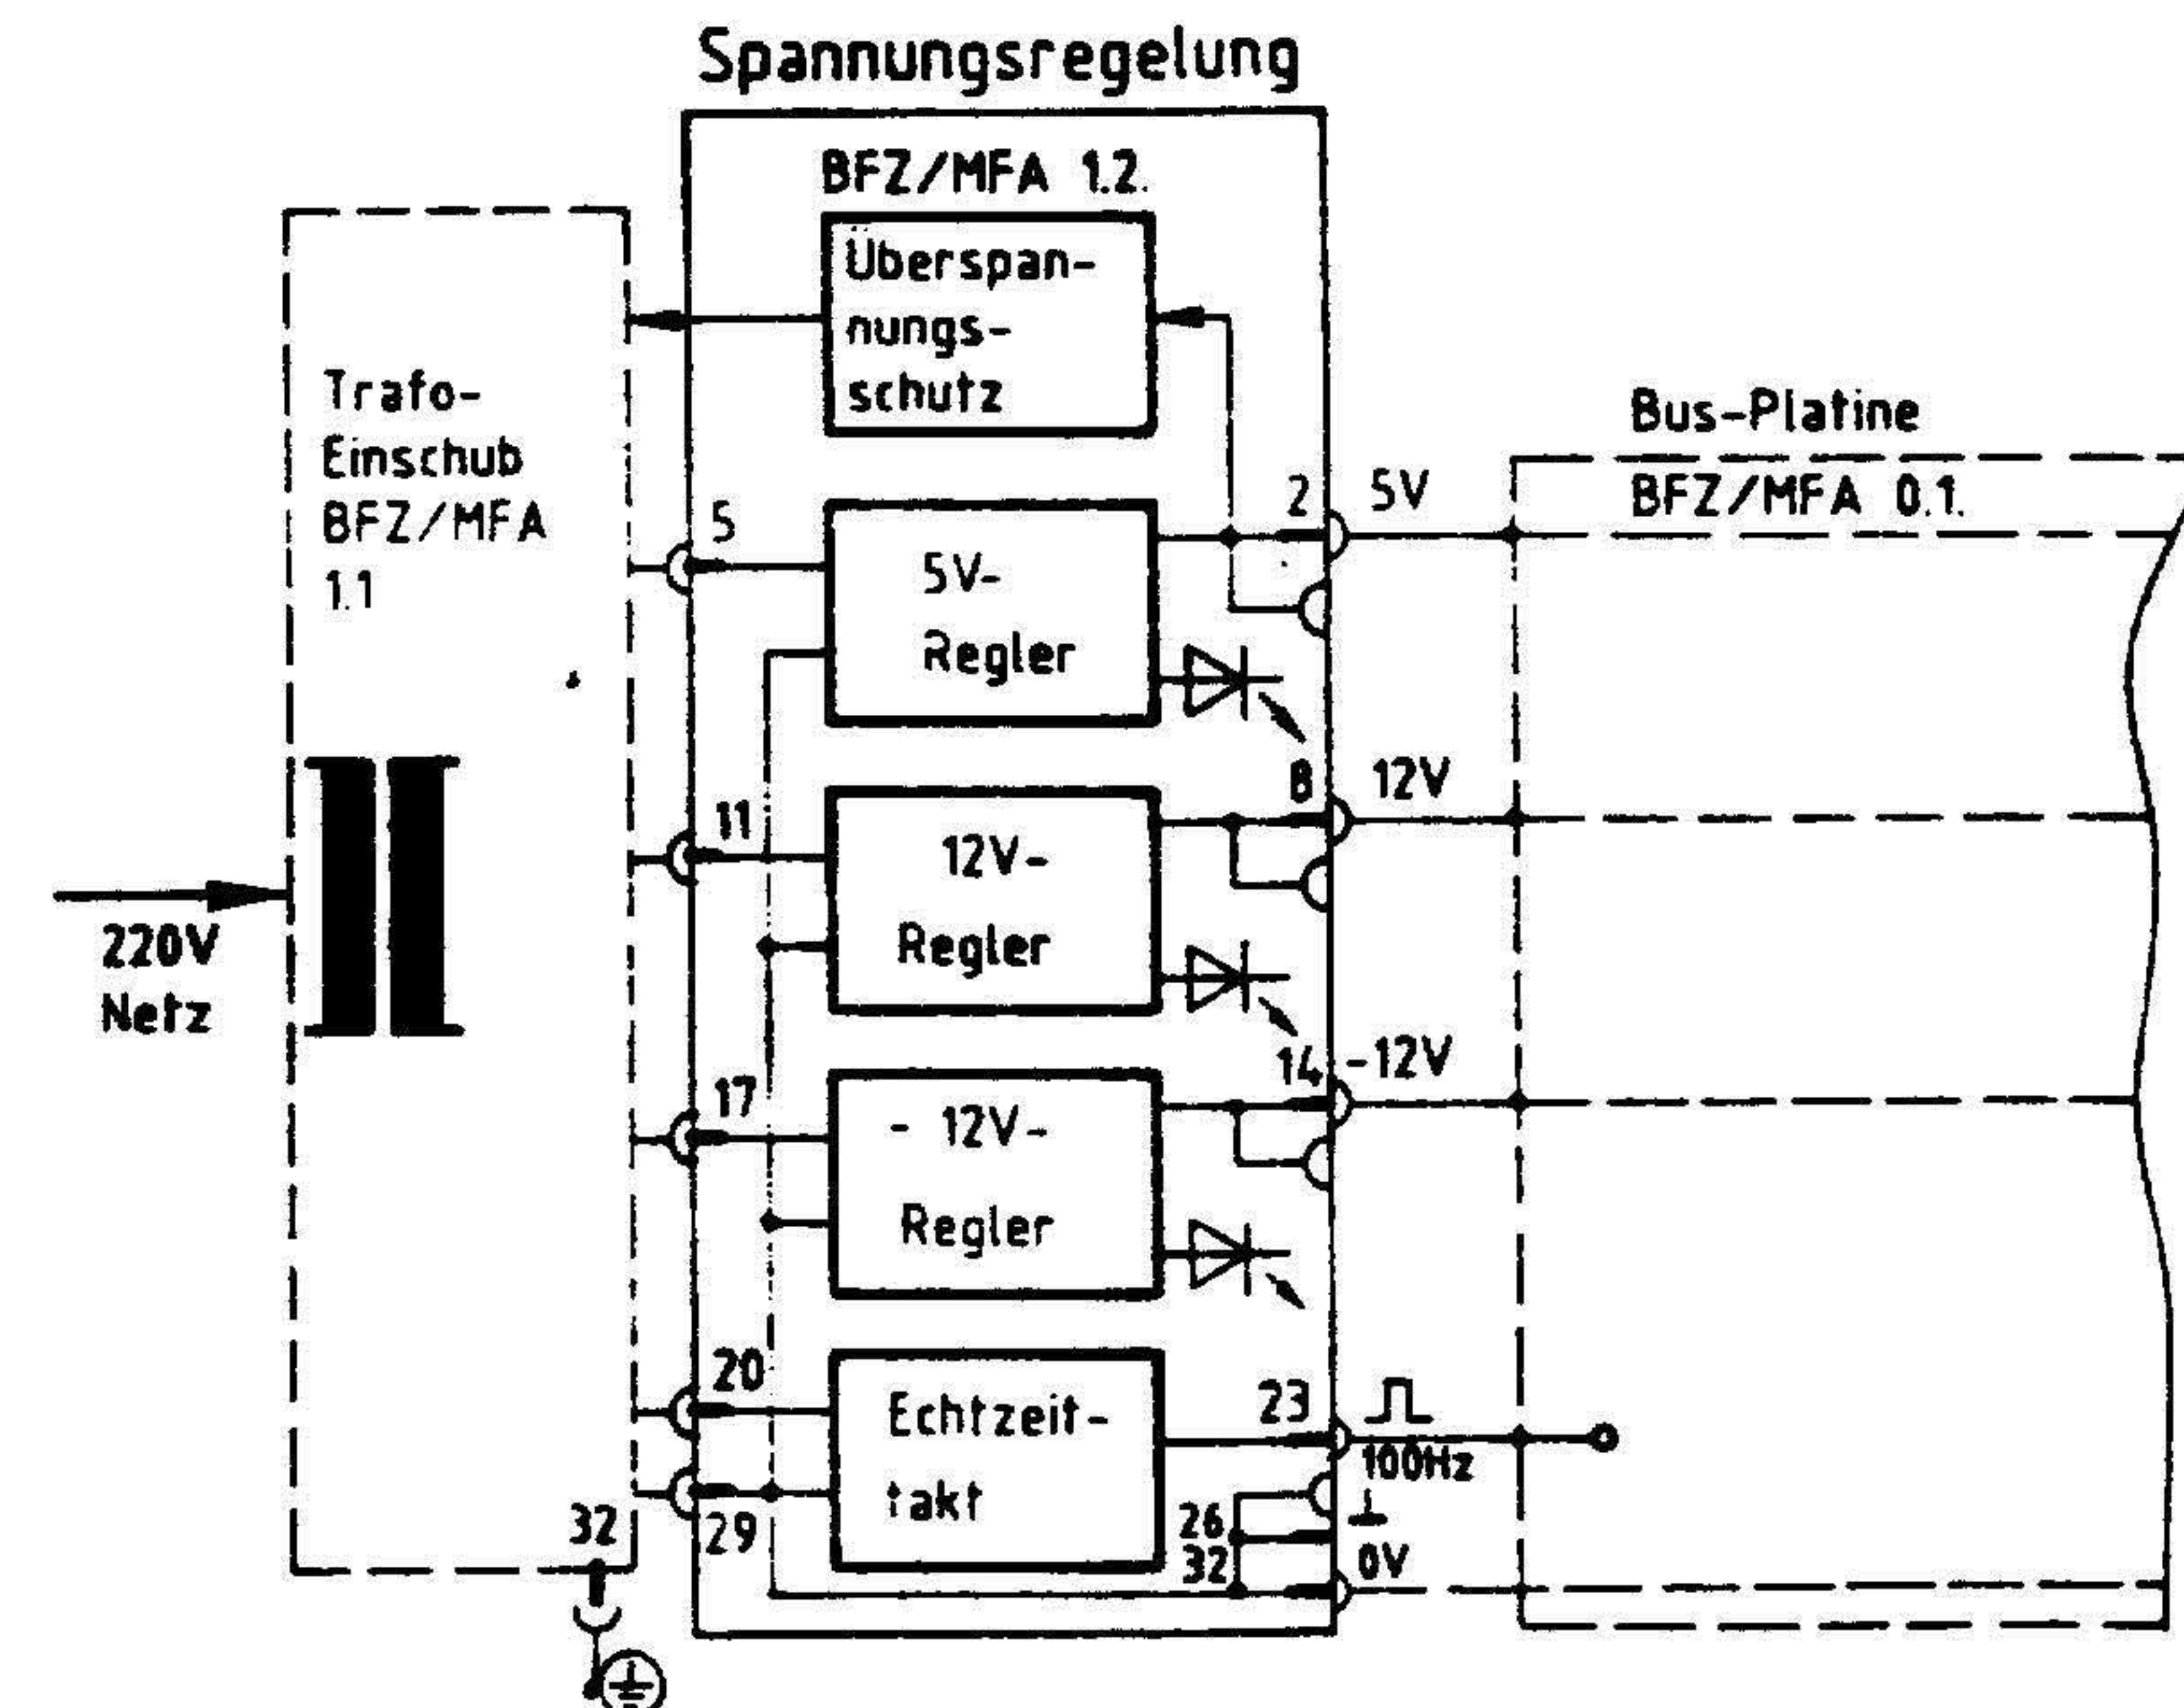 Spannungsregelung
BFZ/MFA 1.2.
Überspan-
nungs-
schutz
Trafo-
Einschub
BFZ/MFA
1.1
220V
Netz
5
5V-
Regler
2
5V
Bus-Platine
BFZ/MFA 0.1.
11
12V-
Regler
8
12V
17
- 12V-
Regler
14
-12V
20
29
Echtzeit-
takt
23
100Hz
26
32
0V
32